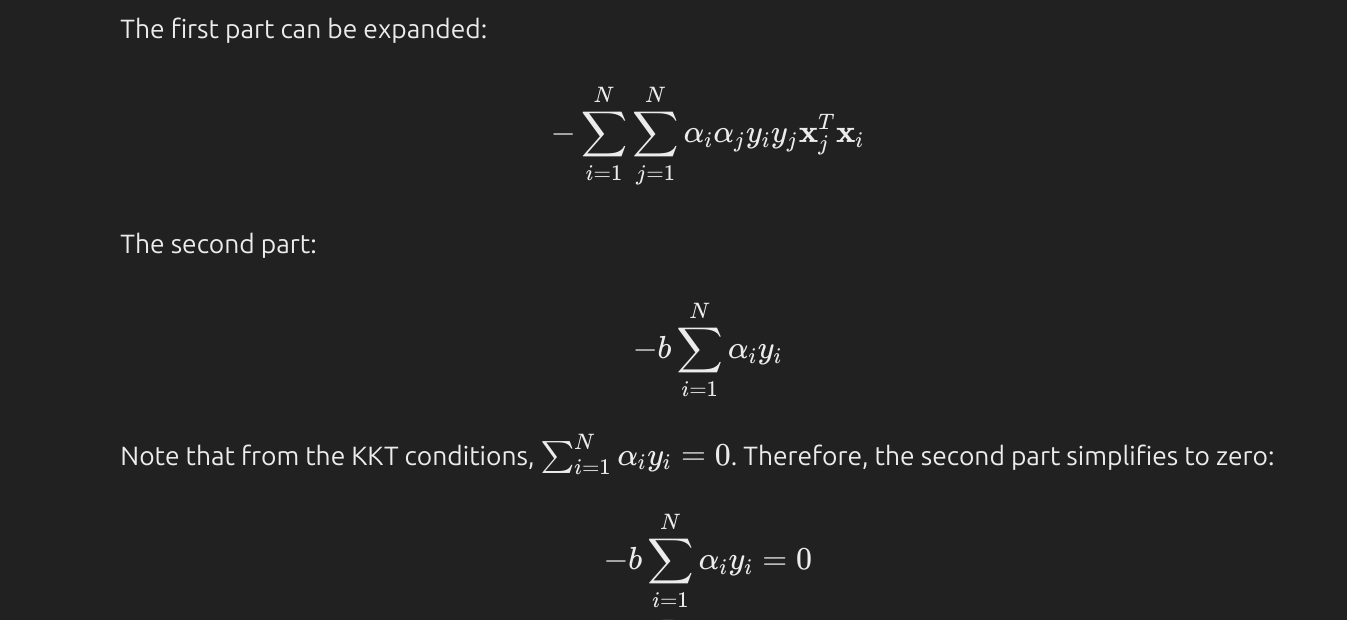 The first part can be expanded:
$-\sum_{i=1}^{N}\sum_{j=1}^{N}\alpha_i\alpha_j y_i y_j \mathbf{x}_j^T\mathbf{x}_i$
The second part:
$-b\sum_{i=1}^{N}\alpha_i y_i$
Note that from the KKT conditions, $\sum_{i=1}^{N}\alpha_i y_i = 0$. Therefore, the second part simplifies to zero:
$-b\sum_{i=1}^{N}\alpha_i y_i = 0$